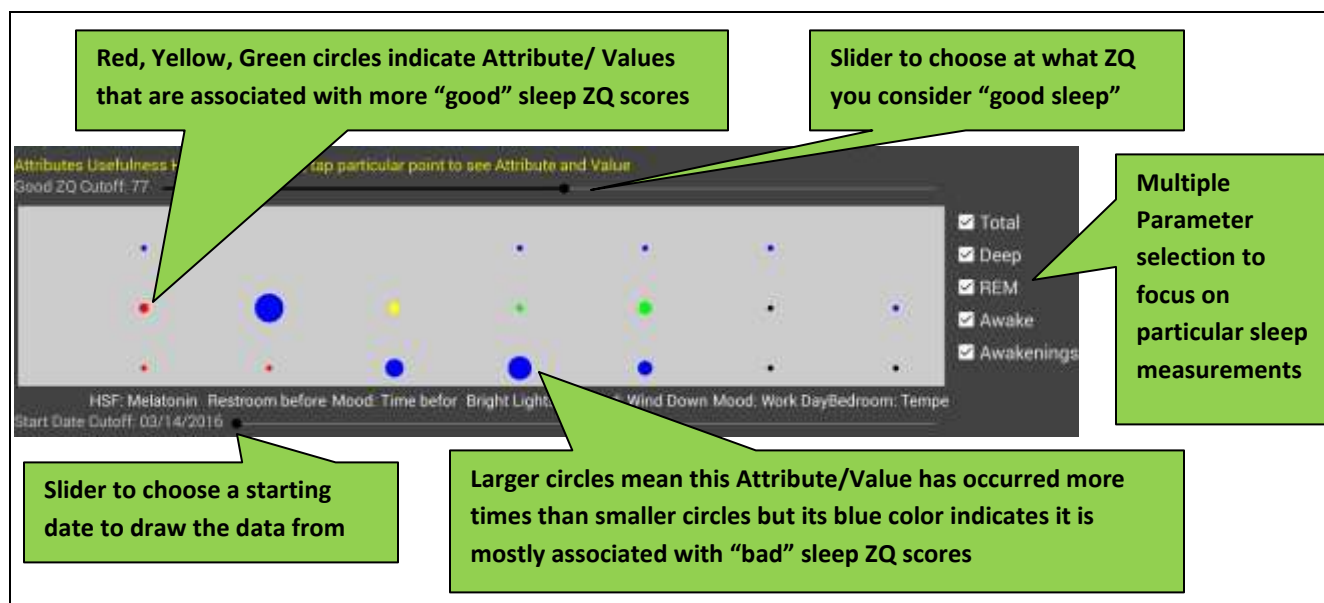 Red, Yellow, Green circles indicate Attribute/ Values
that are associated with more “good” sleep ZQ scores
Slider to choose at what ZQ
you consider “good sleep”
Attributes Usefulness H tap particular point to see Attribute and Value
Good ZQ Cutoff: 77
Multiple
Parameter
selection to
focus on
particular sleep
measurements
Total
Deep
REM
Awake
Awakenings
HSF: Melatonin Restroom before Mood: Time befor Bright Light Wind Down Mood: Work DayBedroom: Tempe
Start Date Cutoff: 03/14/2016
Slider to choose a starting
date to draw the data from
Larger circles mean this Attribute/Value has occurred more
times than smaller circles but its blue color indicates it is
mostly associated with “bad” sleep ZQ scores